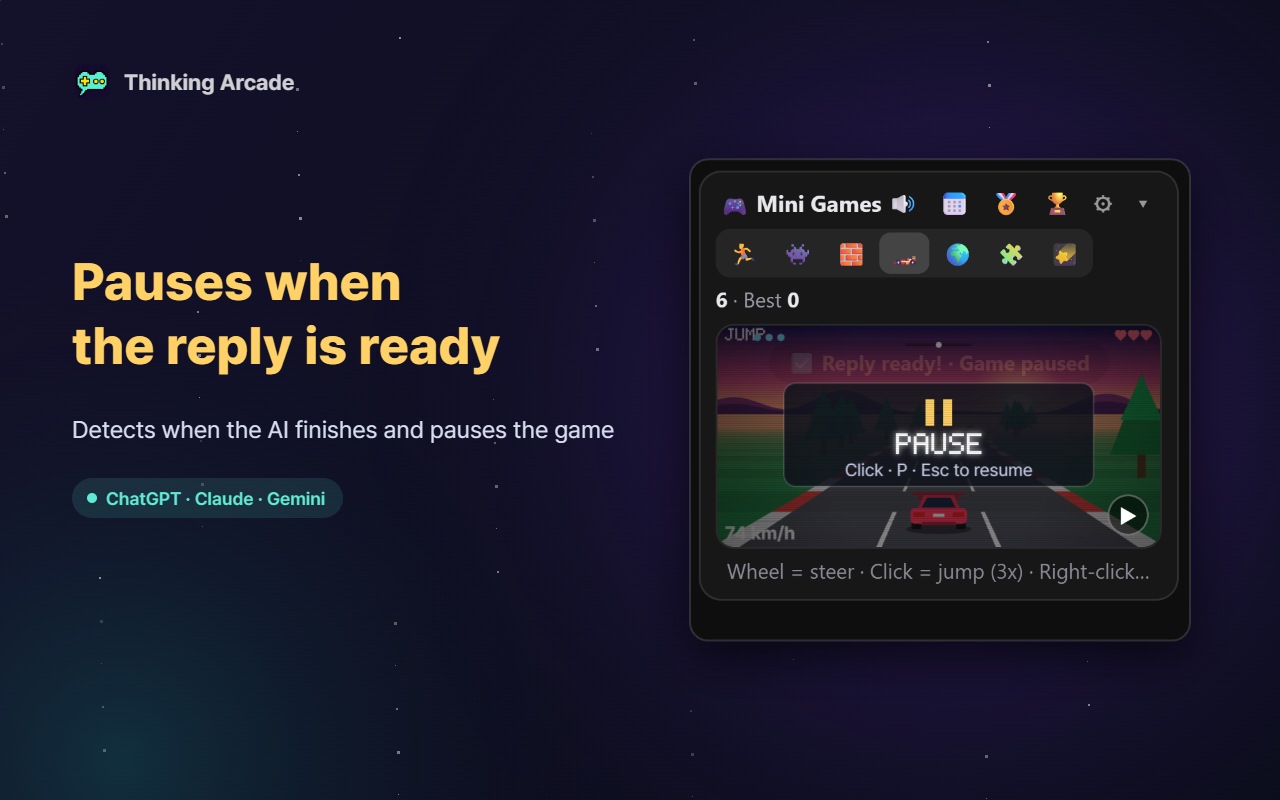 Thinking Arcade
Pauses when
the reply is ready
Detects when the AI finishes and pauses the game
ChatGPT · Claude · Gemini
Mini Games
6 · Best 0
JUMP
Reply ready! · Game paused
PAUSE
Click · P · Esc to resume
74 km/h
Wheel = steer · Click = jump (3x) · Right-click...